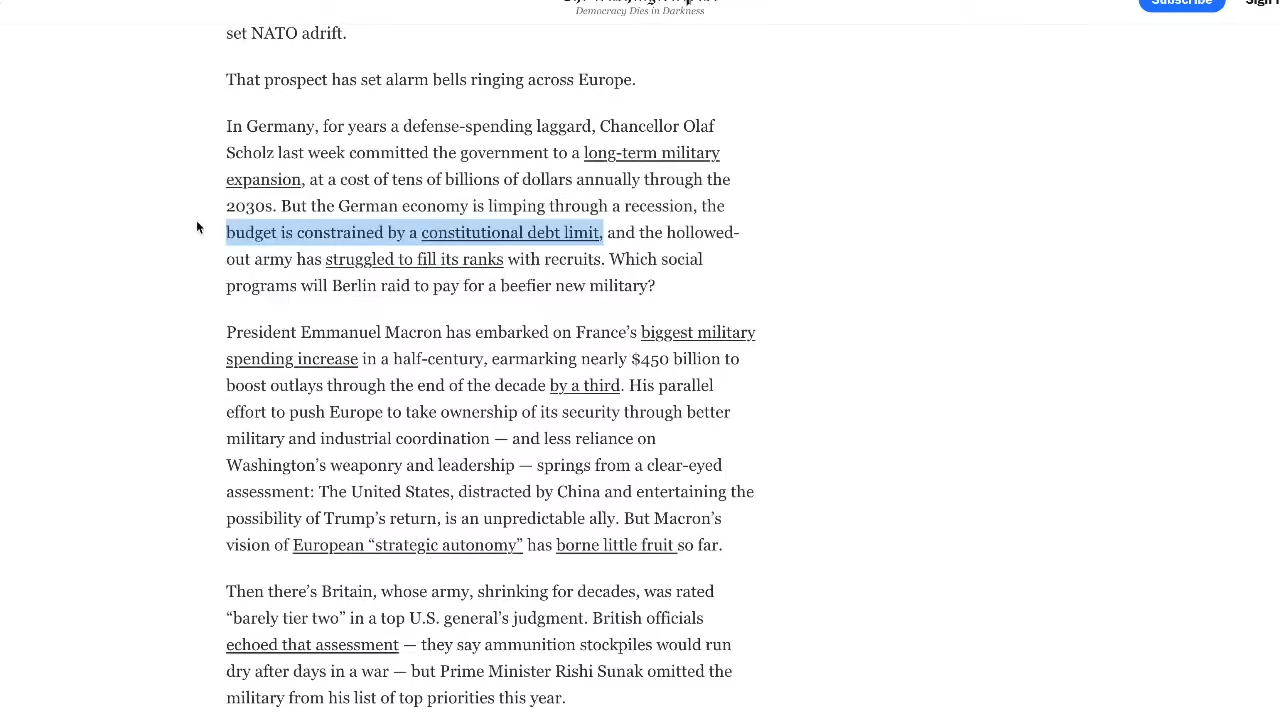 Democracy Dies in Darkness
Subscribe
set NATO adrift.
That prospect has set alarm bells ringing across Europe.
In Germany, for years a defense-spending laggard, Chancellor Olaf
Scholz last week committed the government to a long-term military
expansion, at a cost of tens of billions of dollars annually through the
2030s. But the German economy is limping through a recession, the
budget is constrained by a constitutional debt limit, and the hollowed-
out army has struggled to fill its ranks with recruits. Which social
programs will Berlin raid to pay for a beefier new military?
President Emmanuel Macron has embarked on France’s biggest military
spending increase in a half-century, earmarking nearly $450 billion to
boost outlays through the end of the decade by a third. His parallel
effort to push Europe to take ownership of its security through better
military and industrial coordination — and less reliance on
Washington’s weaponry and leadership — springs from a clear-eyed
assessment: The United States, distracted by China and entertaining the
possibility of Trump’s return, is an unpredictable ally. But Macron’s
vision of European “strategic autonomy” has borne little fruit so far.
Then there’s Britain, whose army, shrinking for decades, was rated
“barely tier two” in a top U.S. general’s judgment. British officials
echoed that assessment — they say ammunition stockpiles would run
dry after days in a war — but Prime Minister Rishi Sunak omitted the
military from his list of top priorities this year.